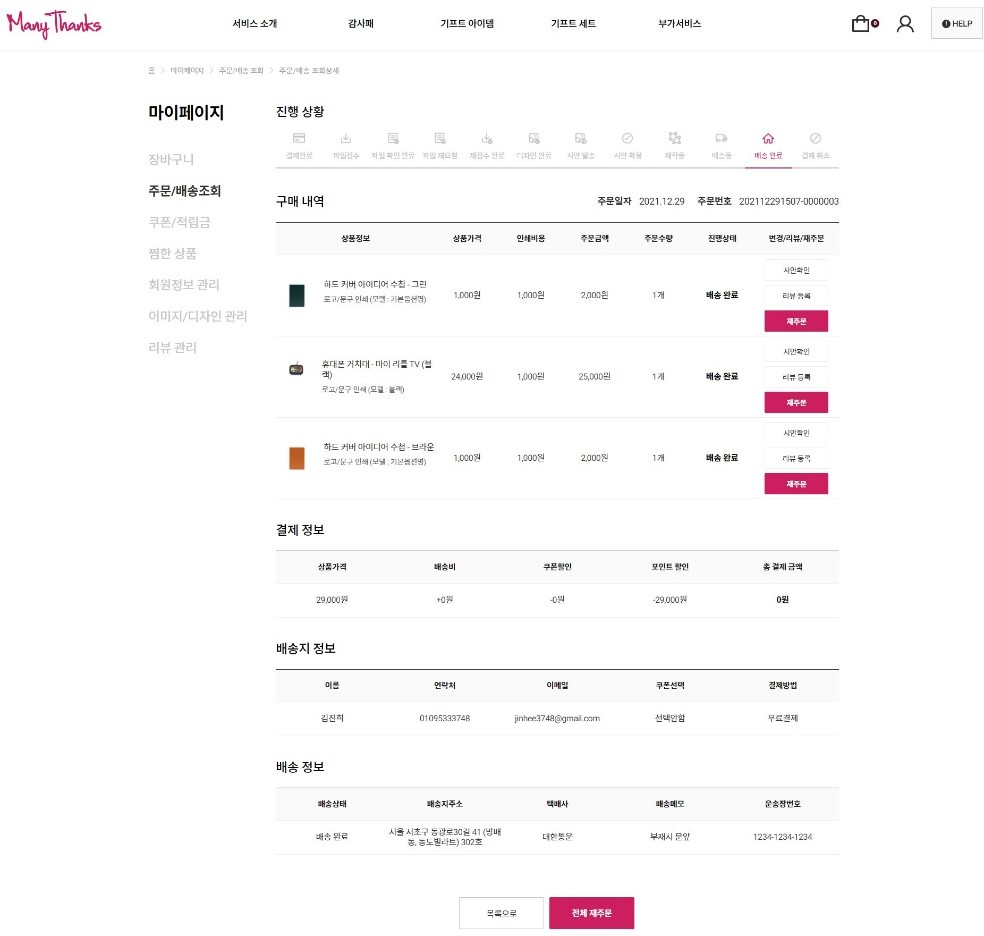 Many Thanks
서비스 소개 감사패 기프트 아이템 기프트 세트 부가서비스 0 HELP
홈 > 마이페이지 > 주문/배송 조회 > 주문/배송 조회상세
마이페이지
장바구니
주문/배송조회
쿠폰/적립금
찜한 상품
회원정보 관리
이미지/디자인 관리
리뷰 관리
진행 상황
결제완료 파일접수 작업 확인 완료 작업 재요청 재접수 완료 디자인 완료 시안 발송 시안 확정 제작중 배송중 배송 완료 결제 취소
구매 내역 주문일자 2021.12.29 주문번호 202112291507-0000003
상품정보 상품가격 인쇄비용 주문금액 주문수량 진행상태 변경/리뷰/재주문
하드 커버 아이디어 수첩 - 그린
로고/문구 인쇄 (모델 : 기본옵션명)
1,000원 1,000원 2,000원 1개 배송 완료
시안확인
리뷰 등록
재주문
휴대폰 거치대 - 마이 리틀 TV (블
랙)
로고/문구 인쇄 (모델 : 블랙)
24,000원 1,000원 25,000원 1개 배송 완료
시안확인
리뷰 등록
재주문
하드 커버 아이디어 수첩 - 브라운
로고/문구 인쇄 (모델 : 기본옵션명)
1,000원 1,000원 2,000원 1개 배송 완료
시안확인
리뷰 등록
재주문
결제 정보
상품가격 배송비 쿠폰할인 포인트 할인 총 결제 금액
29,000원 +0원 -0원 -29,000원 0원
배송지 정보
이름 연락처 이메일 쿠폰선택 결제방법
김진희 01095333748 jinhee3748@gmail.com 선택안함 무료결제
배송 정보
배송상태 배송지주소 택배사 배송메모 운송장번호
배송 완료 서울 서초구 동광로30길 41 (방배
동, 동도빌라트) 302호 대한통운 부재시 문앞 1234-1234-1234
목록으로 전체 재주문